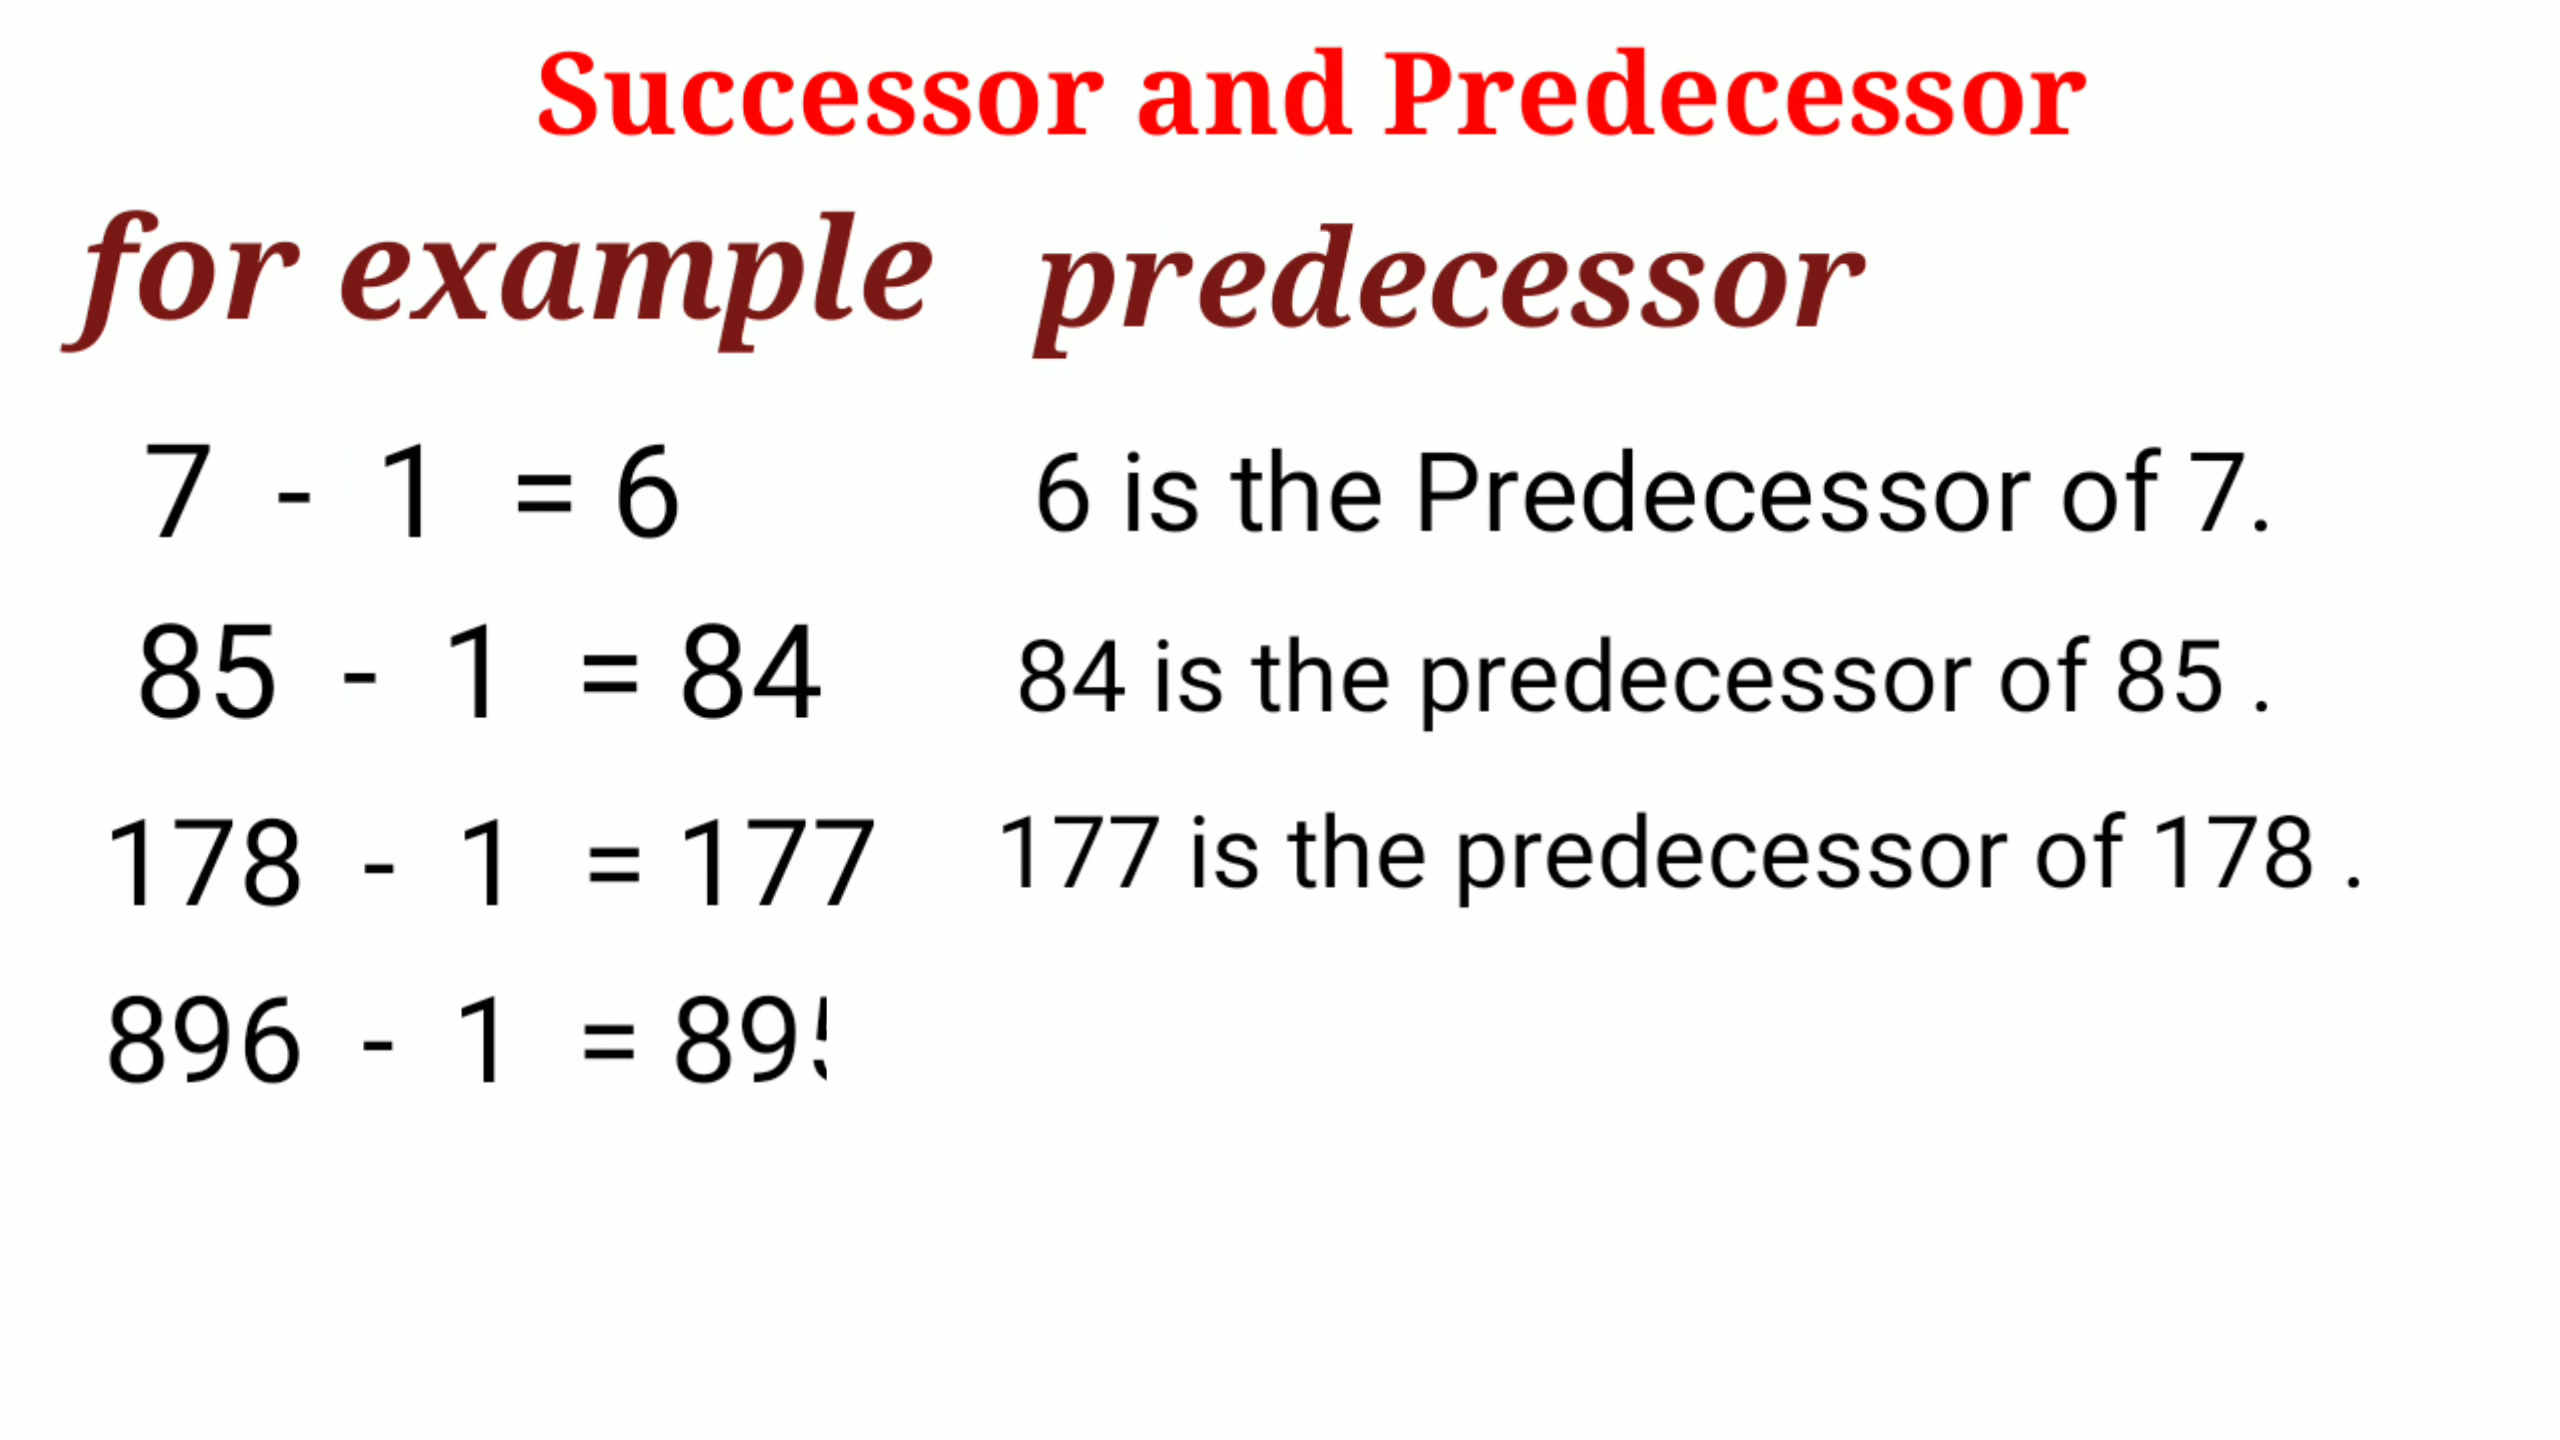 Successor and Predecessor
for example predecessor
7 - 1 = 6 6 is the Predecessor of 7.
85 - 1 = 84 84 is the predecessor of 85 .
178 - 1 = 177 177 is the predecessor of 178 .
896 - 1 = 895